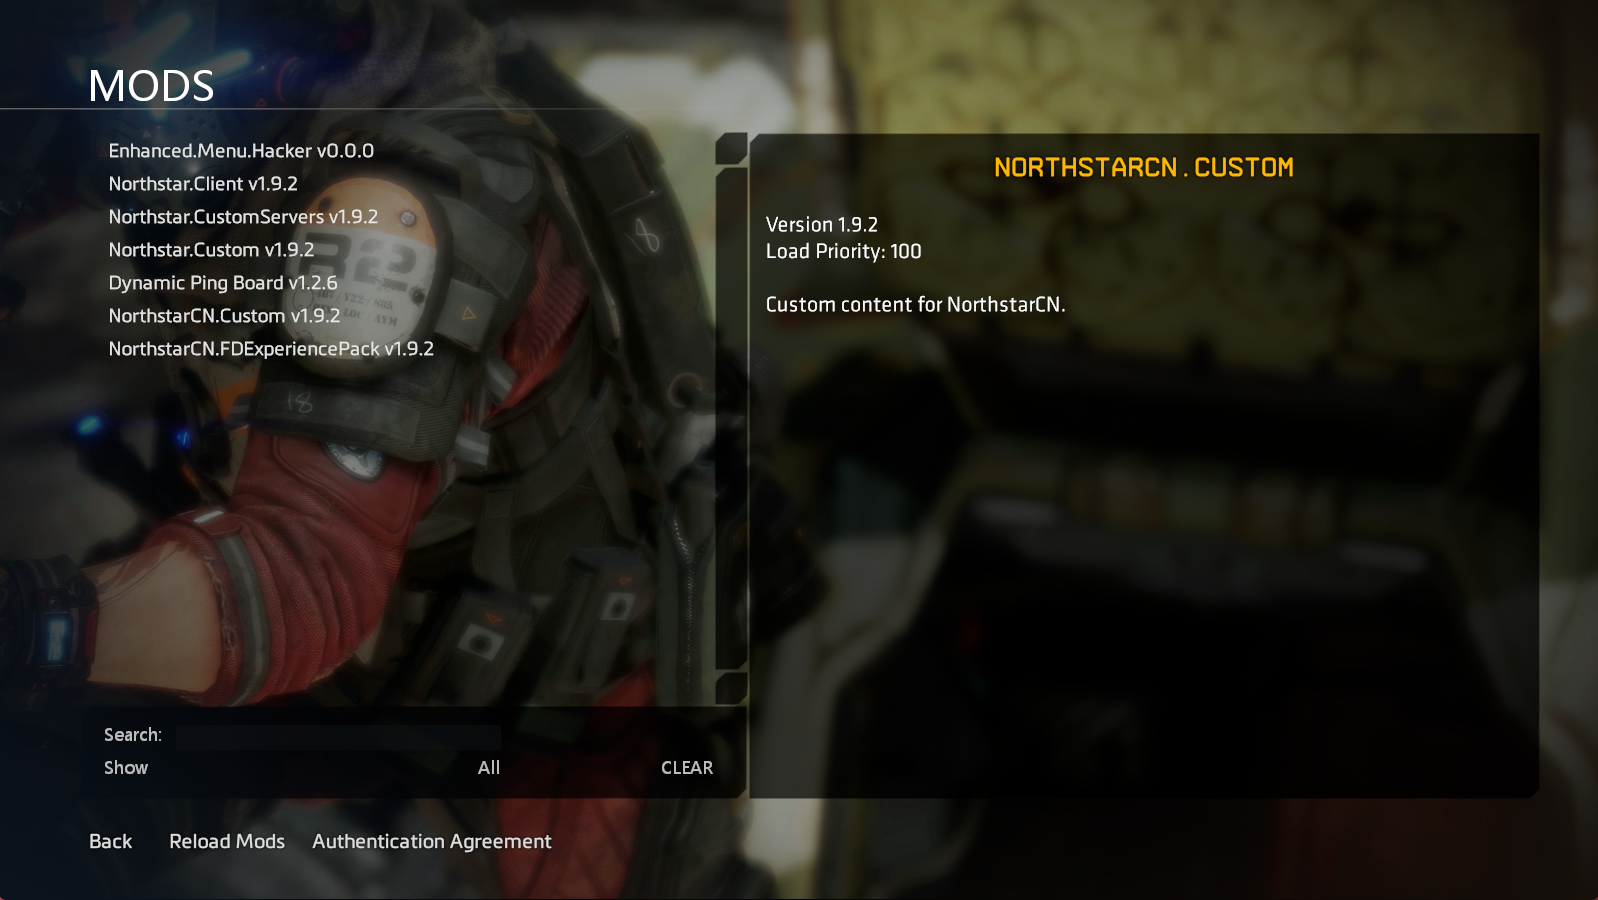 MODS
Enhanced.Menu.Hacker v0.0.0
Northstar.Client v1.9.2
Northstar.CustomServers v1.9.2
Northstar.Custom v1.9.2
Dynamic Ping Board v1.2.6
NorthstarCN.Custom v1.9.2
NorthstarCN.FDExperiencePack v1.9.2
NORTHSTARCN.CUSTOM
Version 1.9.2
Load Priority: 100
Custom content for NorthstarCN.
18
Search:
Show All CLEAR
Back Reload Mods Authentication Agreement